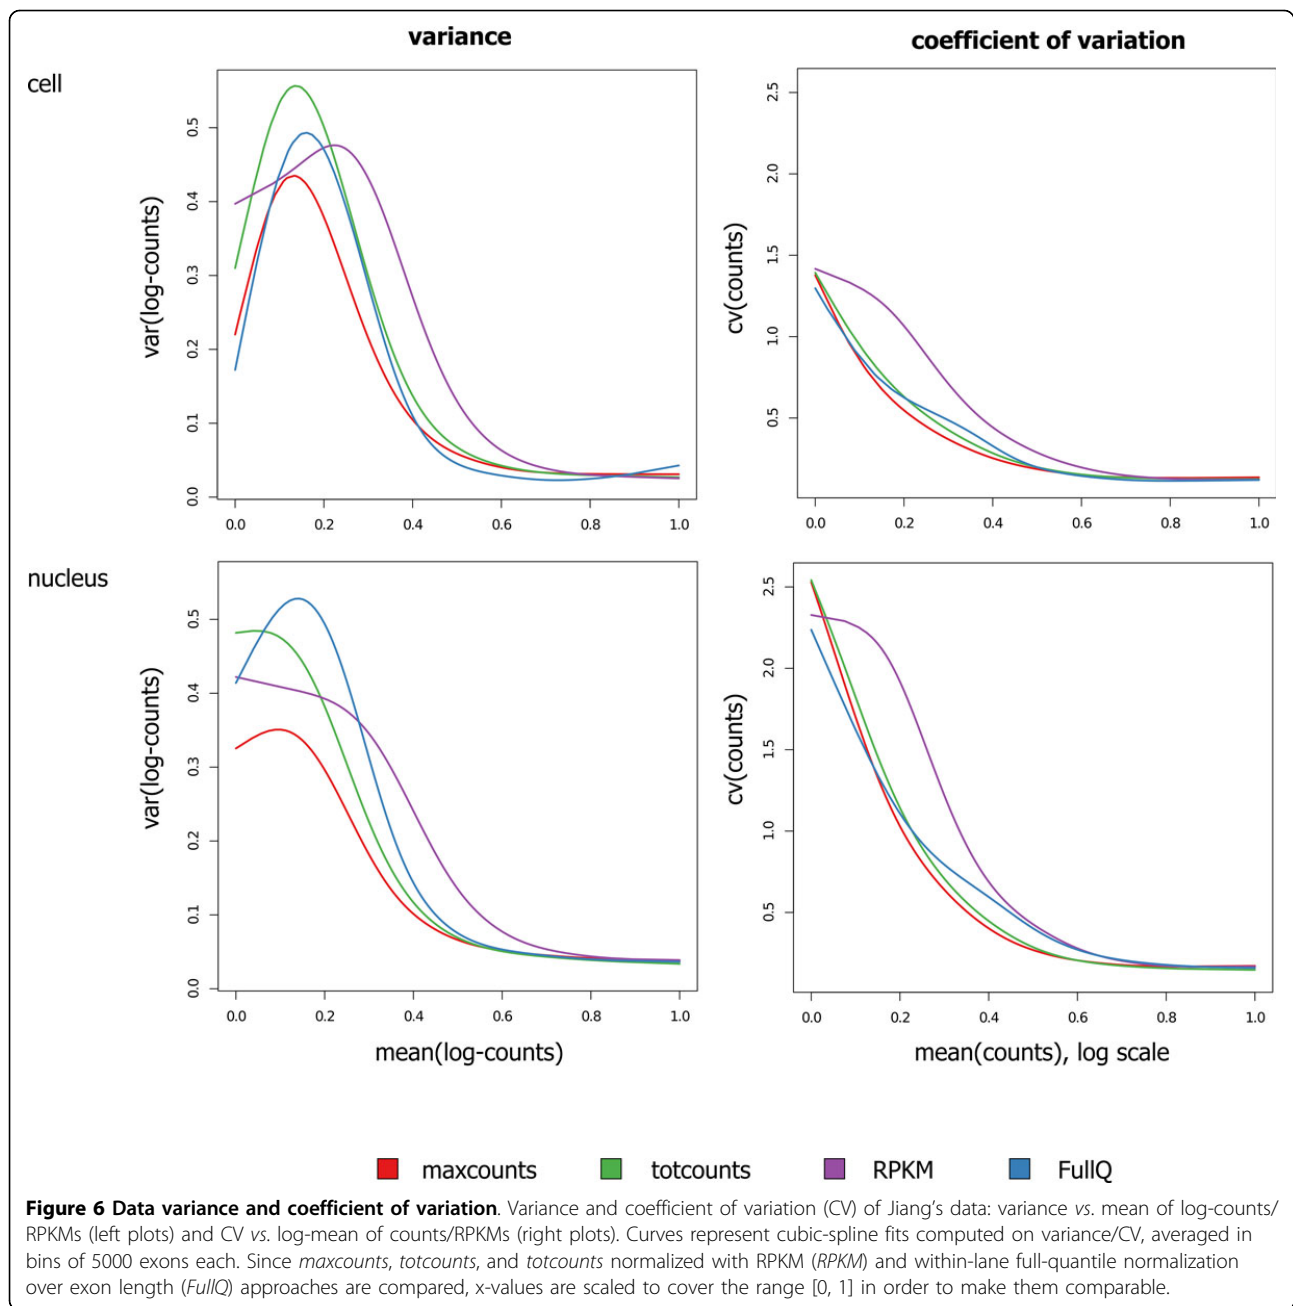 variance
coefficient of variation
cell
var(log-counts)
0.0 0.1 0.2 0.3 0.4 0.5
0.0 0.2 0.4 0.6 0.8 1.0
cv(counts)
0.5 1.0 1.5 2.0 2.5
0.0 0.2 0.4 0.6 0.8 1.0
nucleus
var(log-counts)
0.0 0.1 0.2 0.3 0.4 0.5
0.0 0.2 0.4 0.6 0.8 1.0
mean(log-counts)
cv(counts)
0.5 1.0 1.5 2.0 2.5
0.0 0.2 0.4 0.6 0.8 1.0
mean(counts), log scale
maxcounts totcounts RPKM FullQ
Figure 6 Data variance and coefficient of variation. Variance and coefficient of variation (CV) of Jiang's data: variance vs. mean of log-counts/
RPKMs (left plots) and CV vs. log-mean of counts/RPKMs (right plots). Curves represent cubic-spline fits computed on variance/CV, averaged in
bins of 5000 exons each. Since maxcounts, totcounts, and totcounts normalized with RPKM (RPKM) and within-lane full-quantile normalization
over exon length (FullQ) approaches are compared, x-values are scaled to cover the range [0, 1] in order to make them comparable.